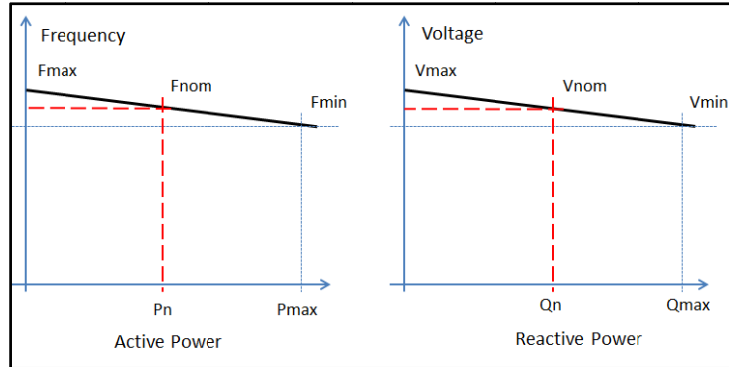 Frequency
Fmax
Fnom
Fmin
Pn
Pmax
Active Power
Voltage
Vmax
Vnom
Vmin
Qn
Qmax
Reactive Power